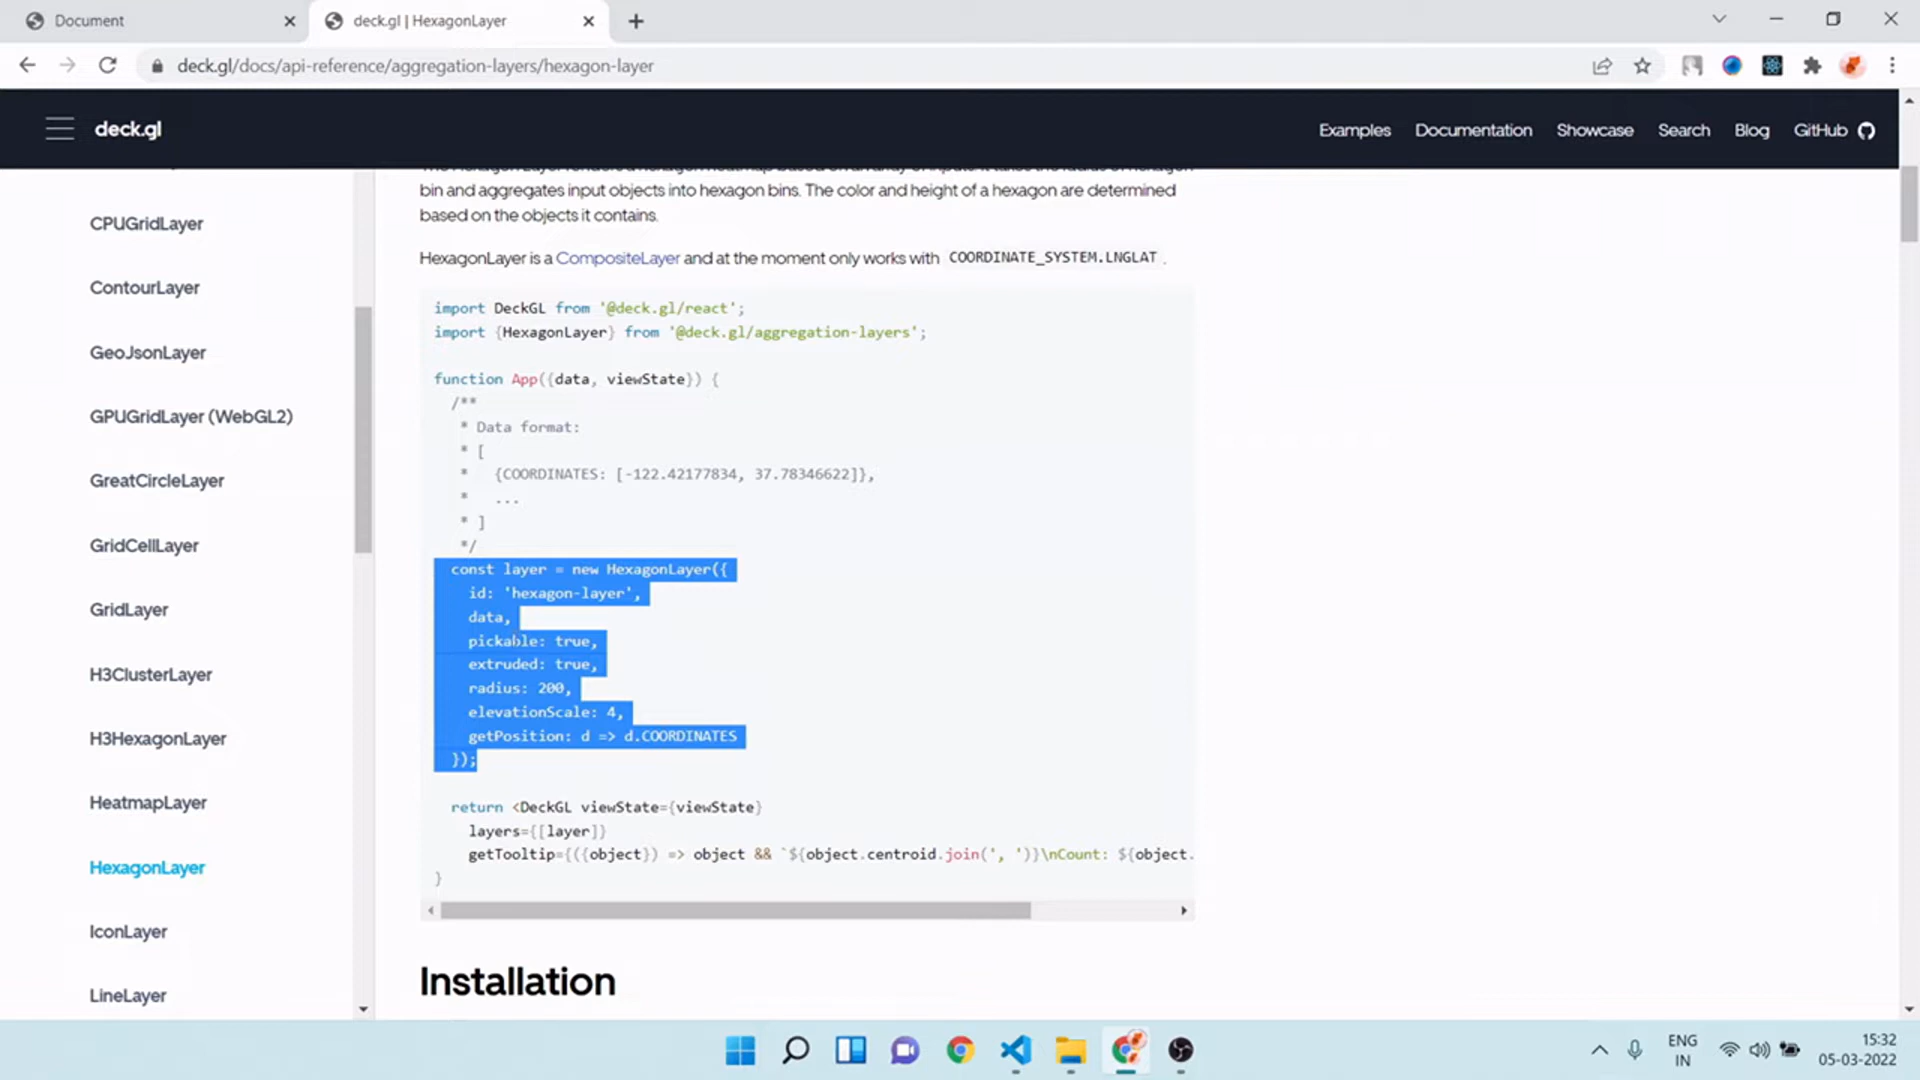 Document
deck.gl | HexagonLayer
deck.gl/docs/api-reference/aggregation-layers/hexagon-layer
deck.gl
Examples
Documentation
Showcase
Search
Blog
GitHub
CPUGridLayer
ContourLayer
GeoJsonLayer
GPUGridLayer (WebGL2)
GreatCircleLayer
GridCellLayer
GridLayer
H3ClusterLayer
H3HexagonLayer
HeatmapLayer
HexagonLayer
IconLayer
LineLayer
bin and aggregates input objects into hexagon bins. The color and height of a hexagon are determined
based on the objects it contains.
HexagonLayer is a CompositeLayer and at the moment only works with COORDINATE_SYSTEM.LNGLAT .
import DeckGL from '@deck.gl/react';
import {HexagonLayer} from '@deck.gl/aggregation-layers';
function App({data, viewState}) {
/**
* Data format:
* [
*   {COORDINATES: [-122.42177834, 37.78346622]},
*   ...
* ]
*/
const layer = new HexagonLayer({
id: 'hexagon-layer',
data,
pickable: true,
extruded: true,
radius: 200,
elevationScale: 4,
getPosition: d => d.COORDINATES
});
return <DeckGL viewState={viewState}
layers={[layer]}
getTooltip={({object}) => object && `${object.centroid.join(', ')}\nCount: ${object.
}
Installation
ENG
IN
15:32
05-03-2022